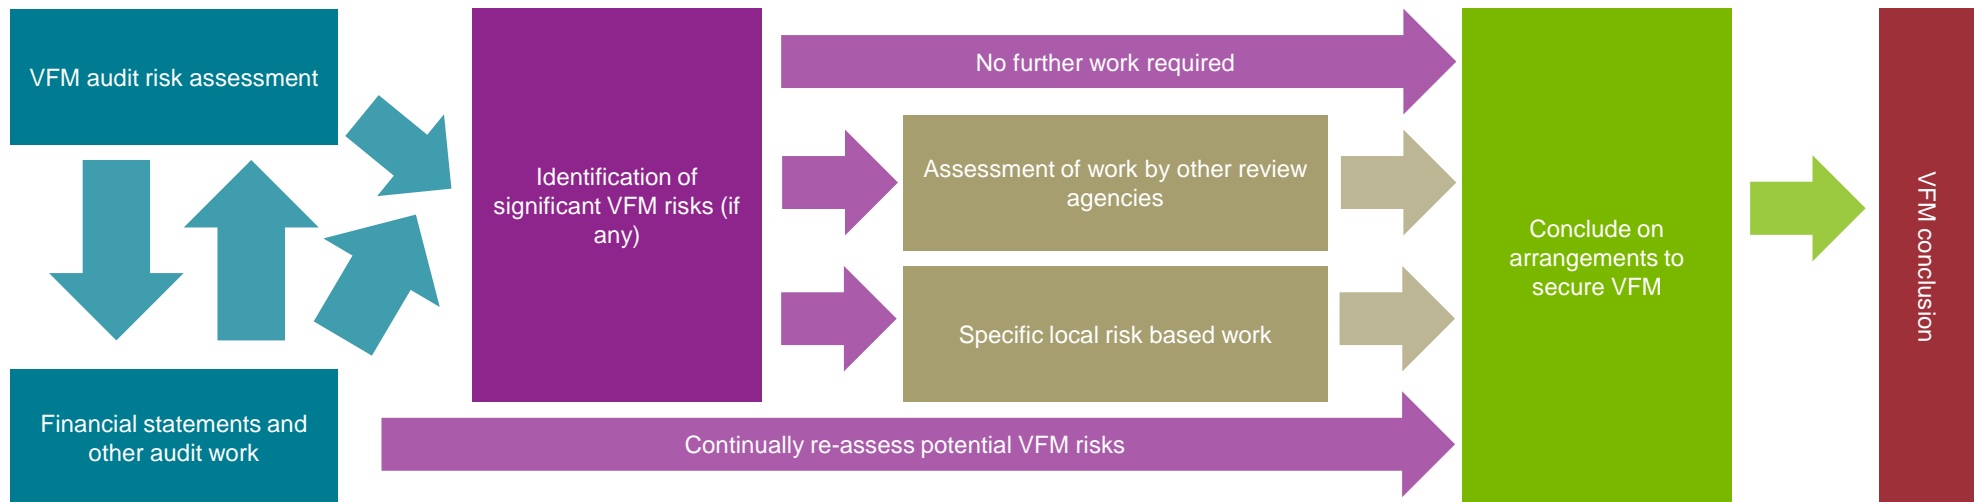 VFM audit risk assessment
Financial statements and
other audit work
Identification of
significant VFM risks (if
any)
No further work required
Assessment of work by other review
agencies
Specific local risk based work
Continually re-assess potential VFM risks
Conclude on
arrangements to
secure VFM
VFM conclusion